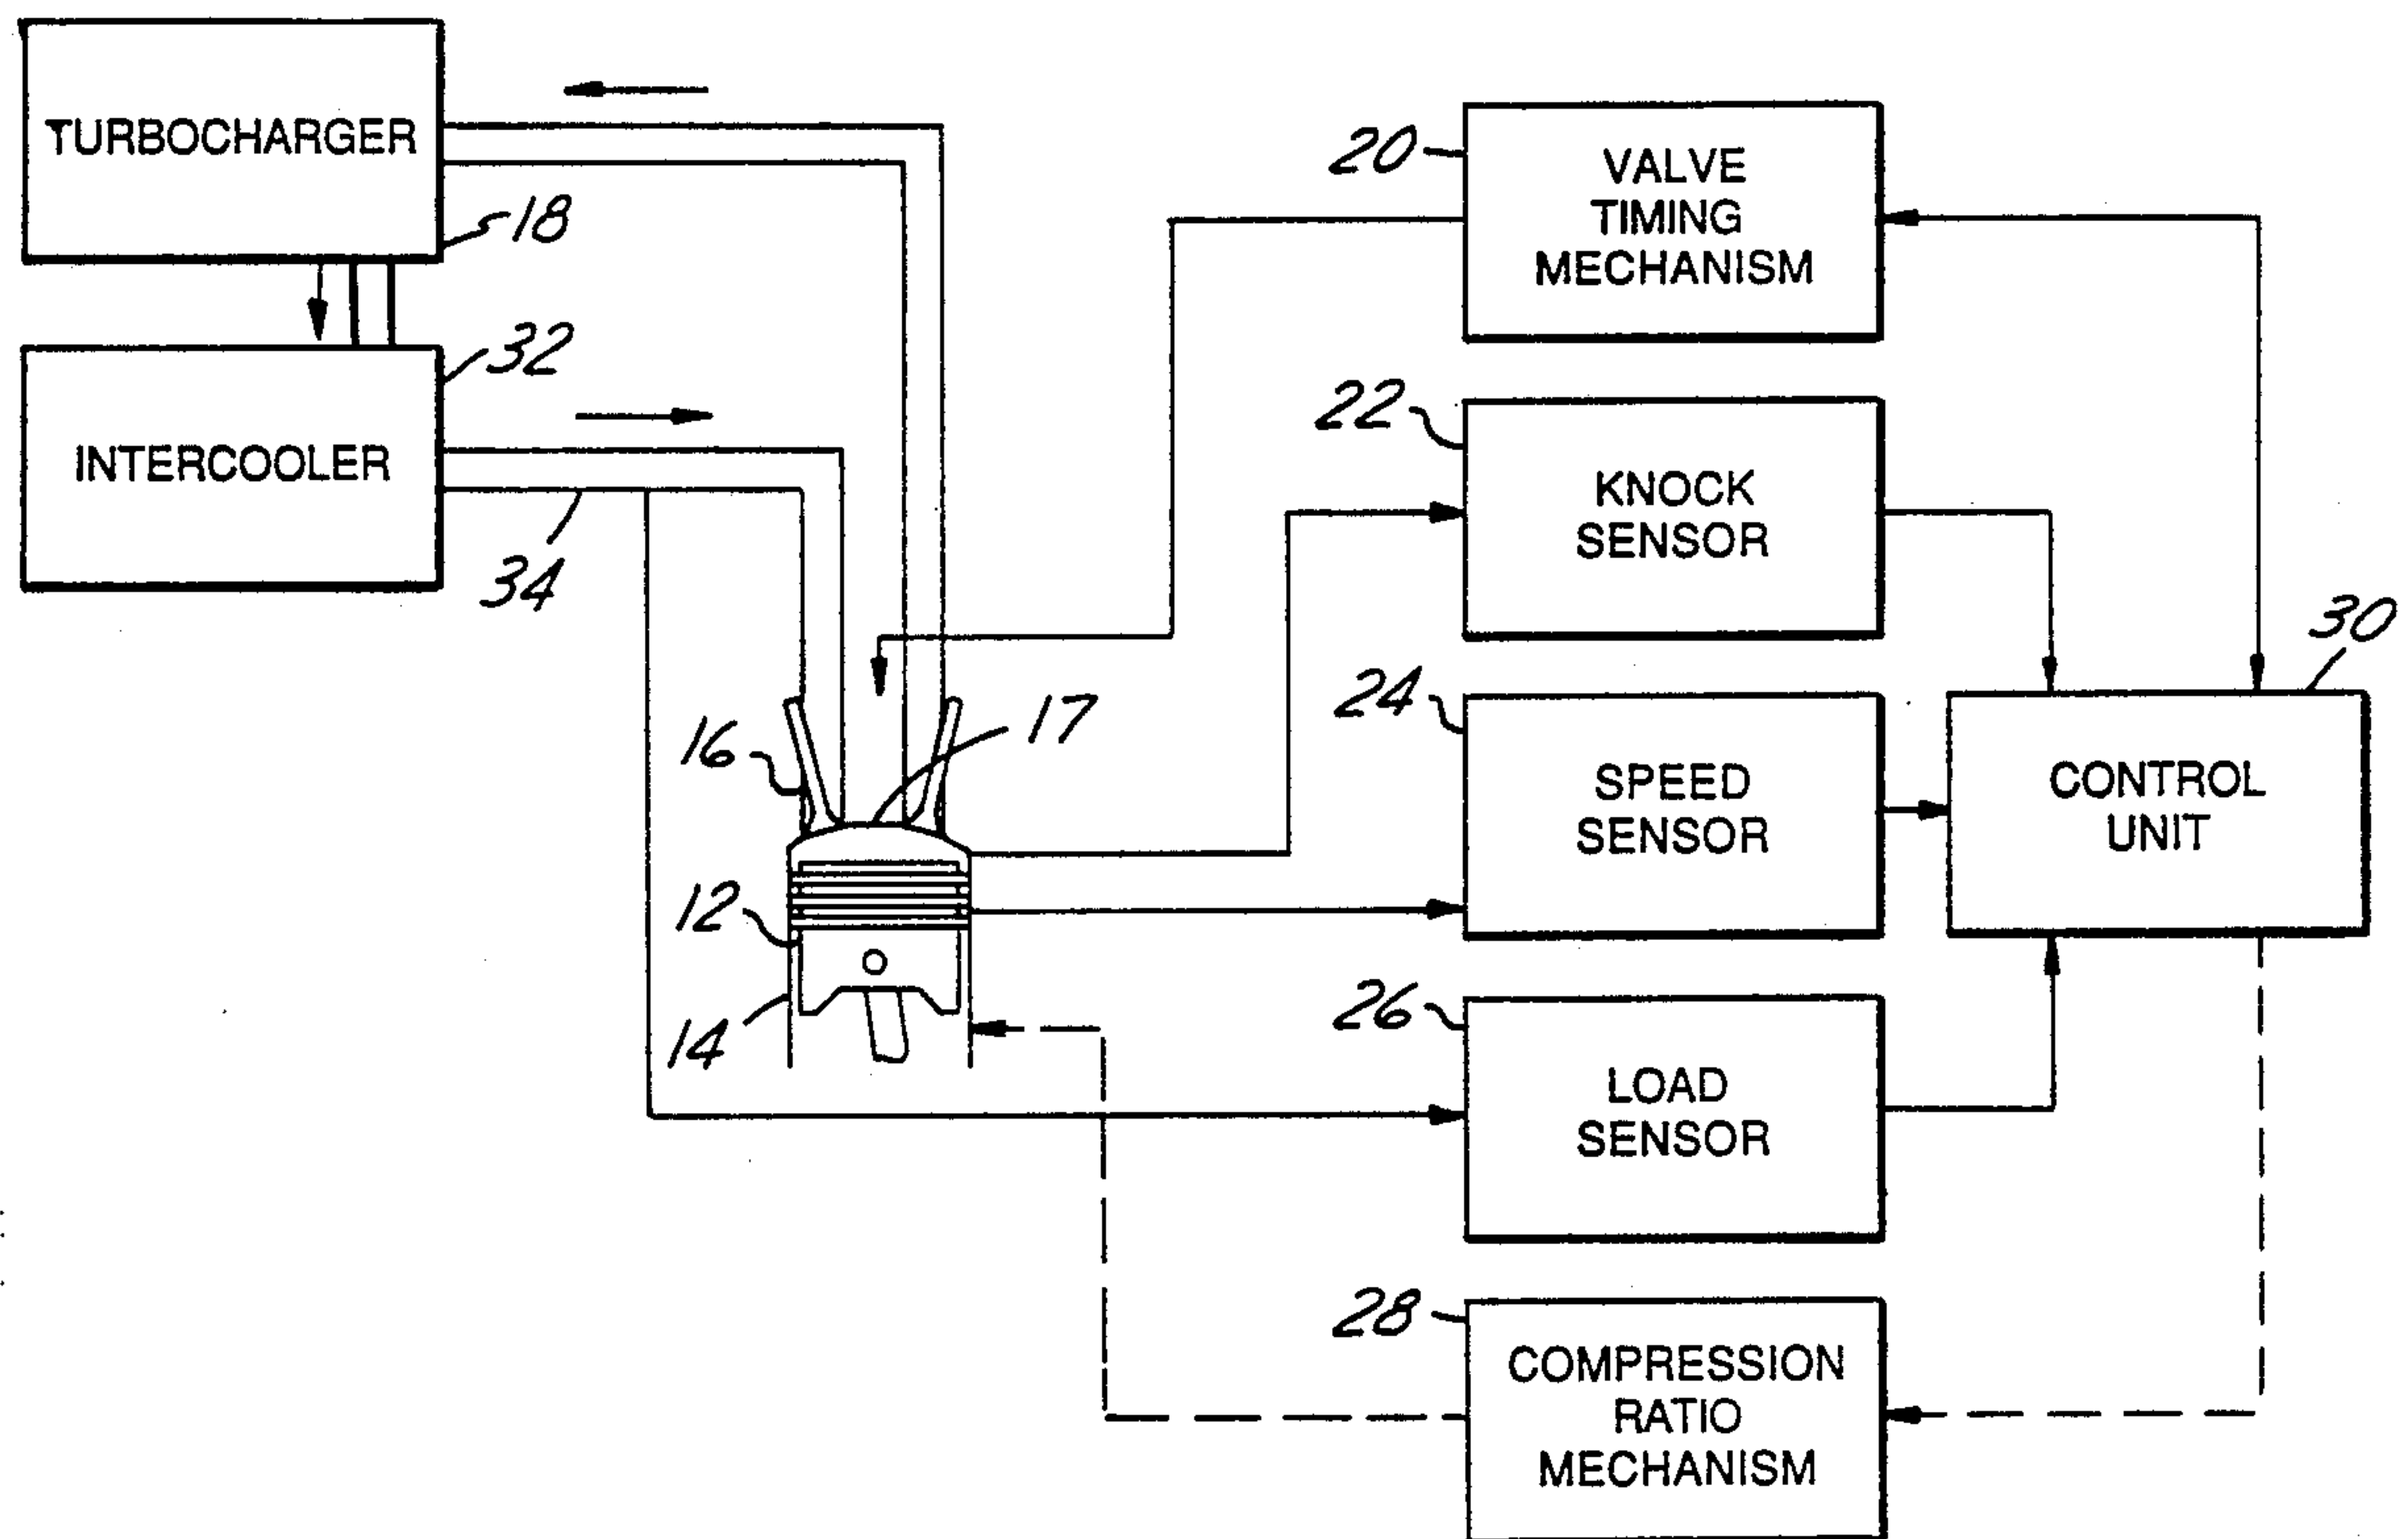 TURBOCHARGER
18
INTERCOOLER
32
34
20
VALVE
TIMING
MECHANISM
22
KNOCK
SENSOR
24
SPEED
SENSOR
30
CONTROL
UNIT
16
17
12
14
26
LOAD
SENSOR
28
COMPRESSION
RATIO
MECHANISM